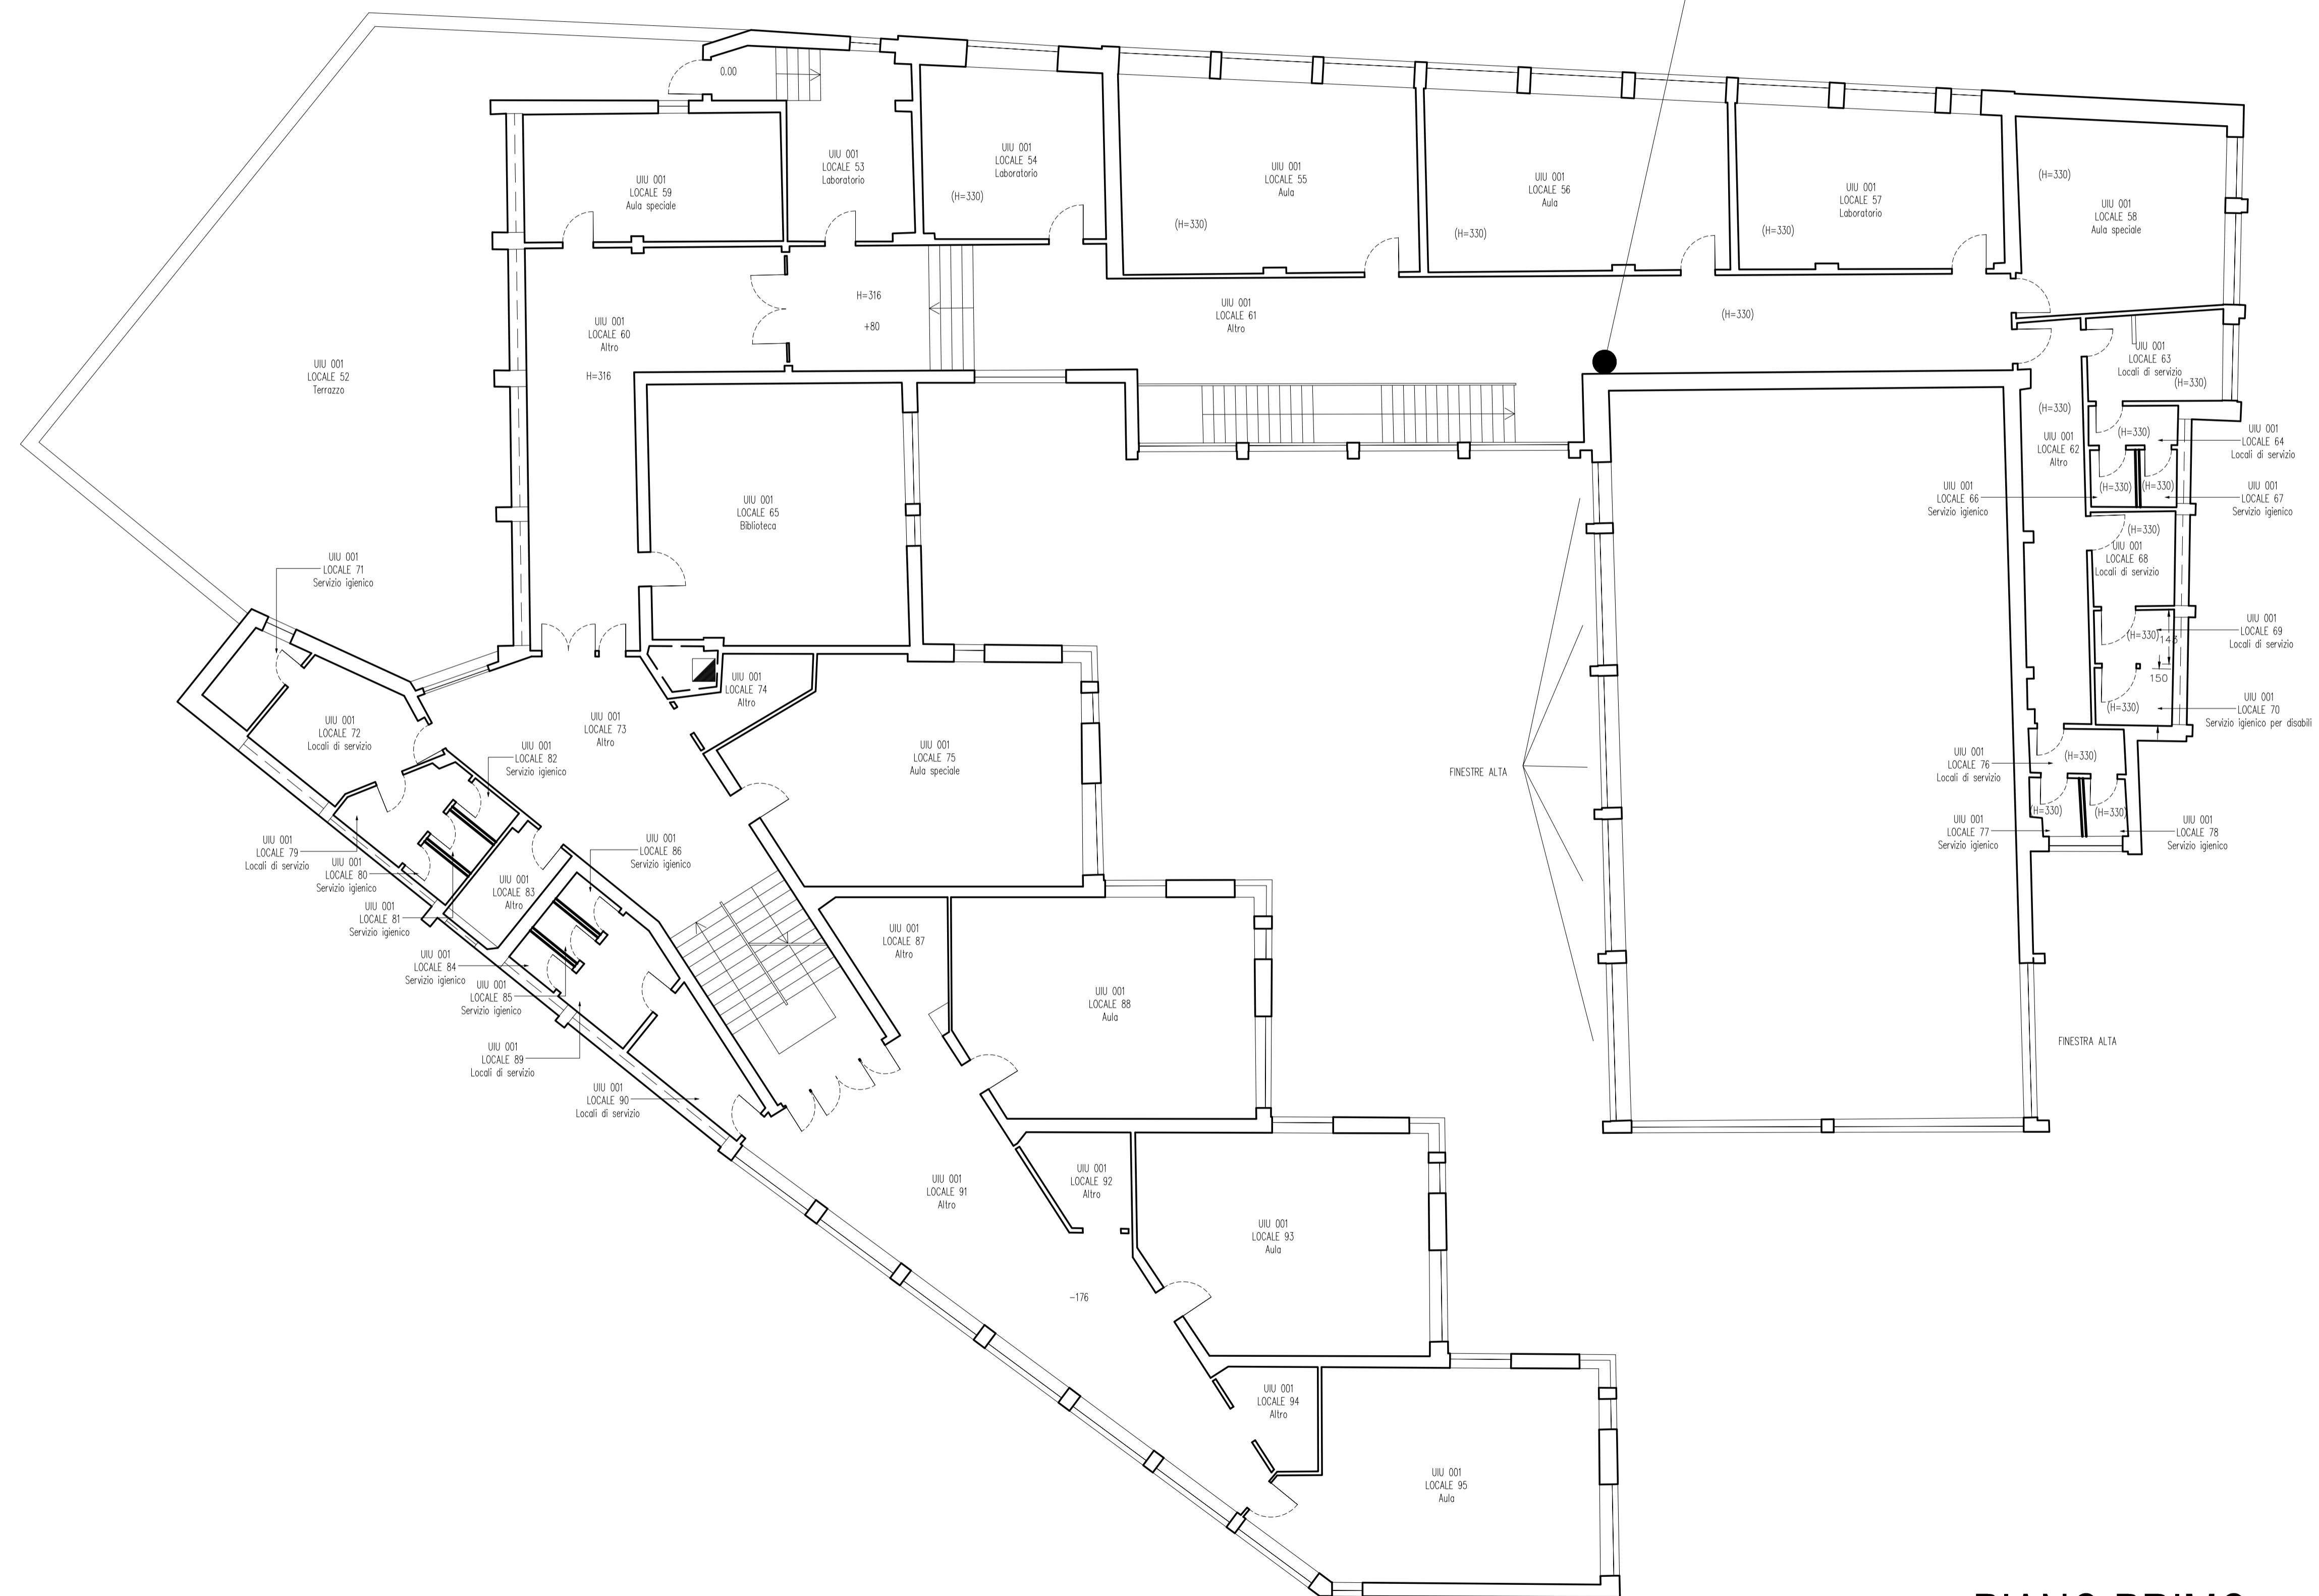 0.00
UIU 001
LOCALE 53
Laboratorio
UIU 001
LOCALE 54
Laboratorio
(H=330)
UIU 001
LOCALE 55
Aula
(H=330)
UIU 001
LOCALE 56
Aula
(H=330)
UIU 001
LOCALE 57
Laboratorio
(H=330)
(H=330)
UIU 001
LOCALE 58
Aula speciale
UIU 001
LOCALE 59
Aula speciale
UIU 001
LOCALE 60
Altro
H=316
H=316
+80
UIU 001
LOCALE 61
Altro
(H=330)
UIU 001
LOCALE 52
Terrazzo
UIU 001
LOCALE 63
Locali di servizio
(H=330)
(H=330)
UIU 001
LOCALE 62
Altro
(H=330)
UIU 001
LOCALE 64
Locali di servizio
UIU 001
LOCALE 66
Servizio igienico
(H=330)
(H=330)
UIU 001
LOCALE 67
Servizio igienico
UIU 001
LOCALE 65
Biblioteca
(H=330)
UIU 001
LOCALE 68
Locali di servizio
UIU 001
LOCALE 71
Servizio igienico
(H=330)
143
UIU 001
LOCALE 69
Locali di servizio
150
(H=330)
UIU 001
LOCALE 70
Servizio igienico per disabili
UIU 001
LOCALE 72
Locali di servizio
UIU 001
LOCALE 73
Altro
UIU 001
LOCALE 74
Altro
UIU 001
LOCALE 75
Aula speciale
FINESTRE ALTA
UIU 001
LOCALE 76
Locali di servizio
(H=330)
UIU 001
LOCALE 82
Servizio igienico
(H=330)
(H=330)
UIU 001
LOCALE 77
Servizio igienico
UIU 001
LOCALE 78
Servizio igienico
UIU 001
LOCALE 79
Locali di servizio
UIU 001
LOCALE 80
Servizio igienico
UIU 001
LOCALE 86
Servizio igienico
UIU 001
LOCALE 83
Altro
UIU 001
LOCALE 81
Servizio igienico
UIU 001
LOCALE 87
Altro
UIU 001
LOCALE 84
Servizio igienico
UIU 001
LOCALE 85
Servizio igienico
UIU 001
LOCALE 88
Aula
UIU 001
LOCALE 89
Locali di servizio
FINESTRA ALTA
UIU 001
LOCALE 90
Locali di servizio
UIU 001
LOCALE 91
Altro
UIU 001
LOCALE 92
Altro
UIU 001
LOCALE 93
Aula
-176
UIU 001
LOCALE 94
Altro
UIU 001
LOCALE 95
Aula
PIANO PRIMO